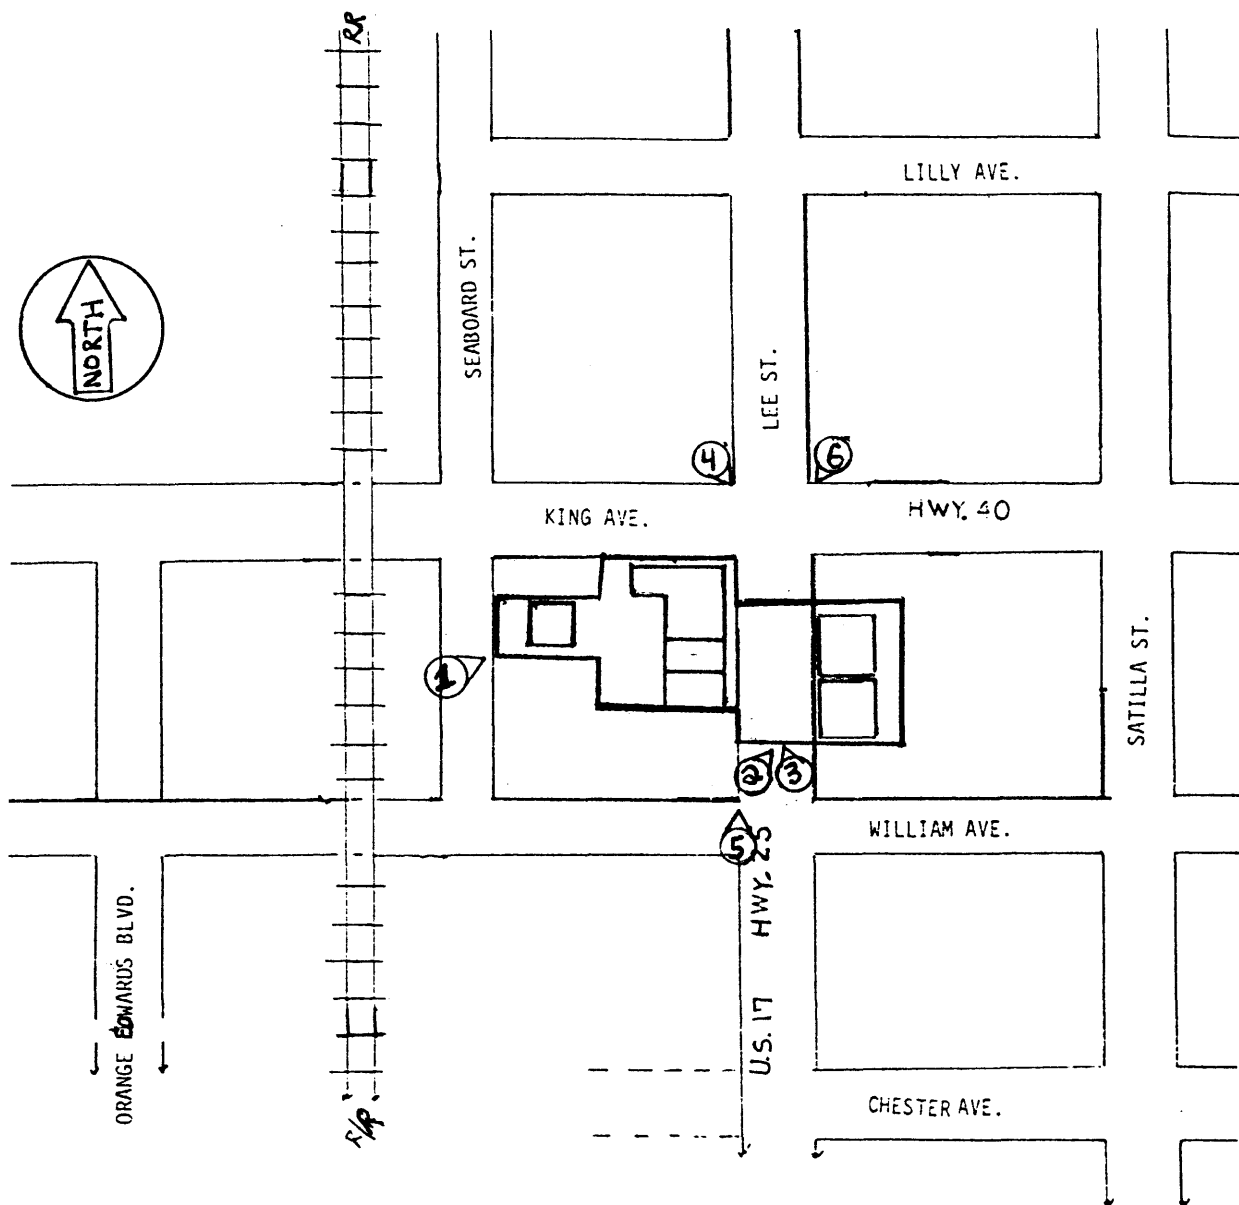 RR
LILLY AVE.
SEABOARD ST.
NORTH
LEE ST.
4
6
KING AVE.
HWY. 40
1
SATILLA ST.
2
3
5
WILLIAM AVE.
U.S. 17 HWY. 25
ORANGE EDWARDS BLVD.
CHESTER AVE.